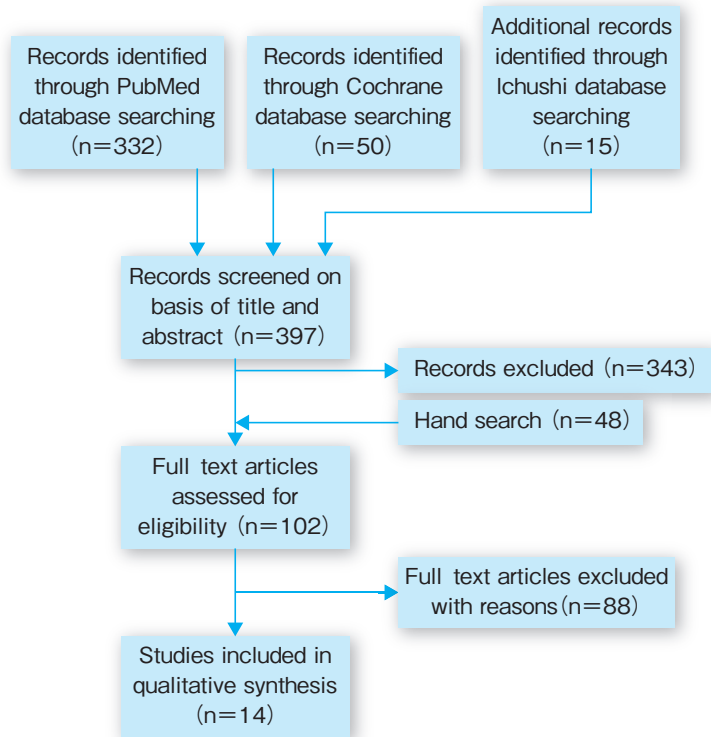 Records identified
through PubMed
database searching
(n=332)
Records identified
through Cochrane
database searching
(n=50)
Additional records
identified through
Ichushi database
searching
(n=15)
Records screened on
basis of title and
abstract (n=397)
Records excluded (n=343)
Hand search (n=48)
Full text articles
assessed for
eligibility (n=102)
Full text articles excluded
with reasons(n=88)
Studies included in
qualitative synthesis
(n=14)